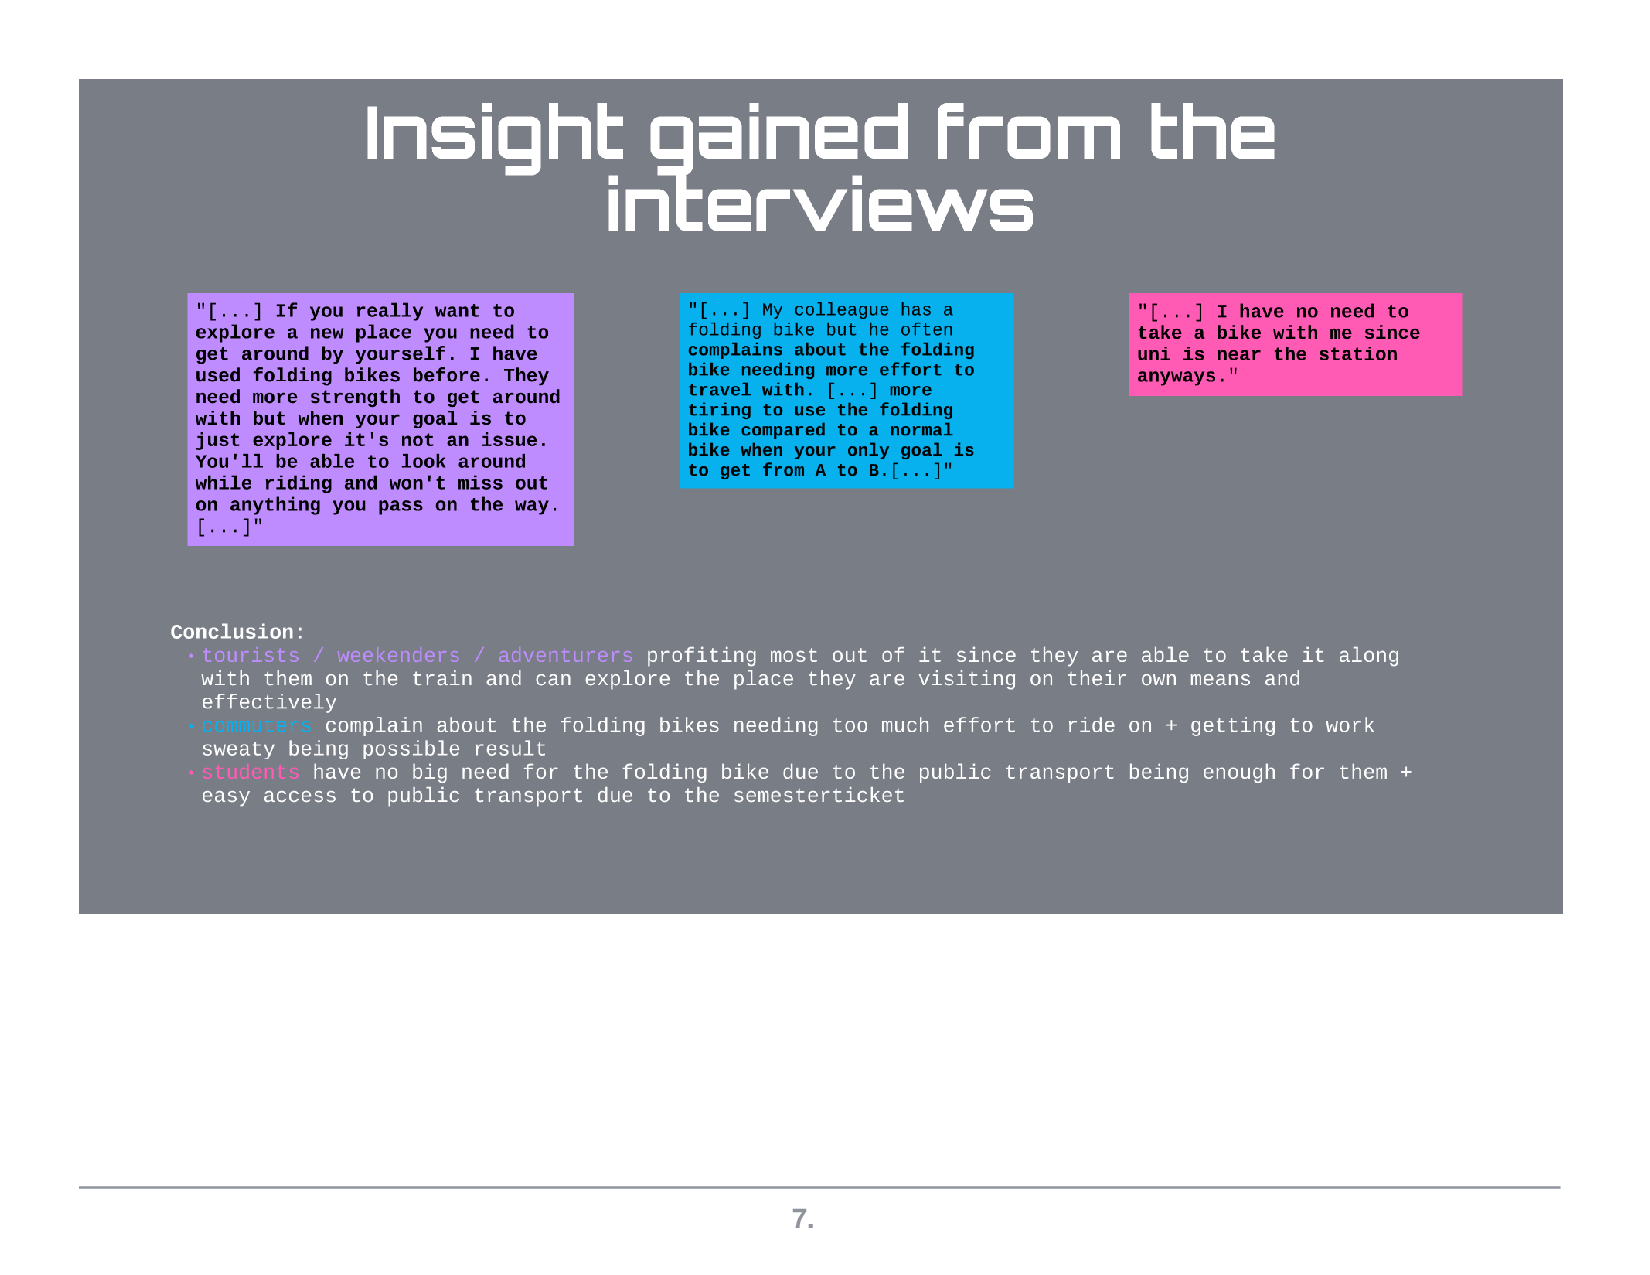 Insight gained from the
interviews
"[...] If you really want to
explore a new place you need to
get around by yourself. I have
used folding bikes before. They
need more strength to get around
with but when your goal is to
just explore it's not an issue.
You'll be able to look around
while riding and won't miss out
on anything you pass on the way.
[...]"
"[...] My colleague has a
folding bike but he often
complains about the folding
bike needing more effort to
travel with. [...] more
tiring to use the folding
bike compared to a normal
bike when your only goal is
to get from A to B.[...]"
"[...] I have no need to
take a bike with me since
uni is near the station
anyways."
Conclusion:
• tourists / weekenders / adventurers profiting most out of it since they are able to take it along
with them on the train and can explore the place they are visiting on their own means and
effectively
• commuters complain about the folding bikes needing too much effort to ride on + getting to work
sweaty being possible result
• students have no big need for the folding bike due to the public transport being enough for them +
easy access to public transport due to the semesterticket
7.